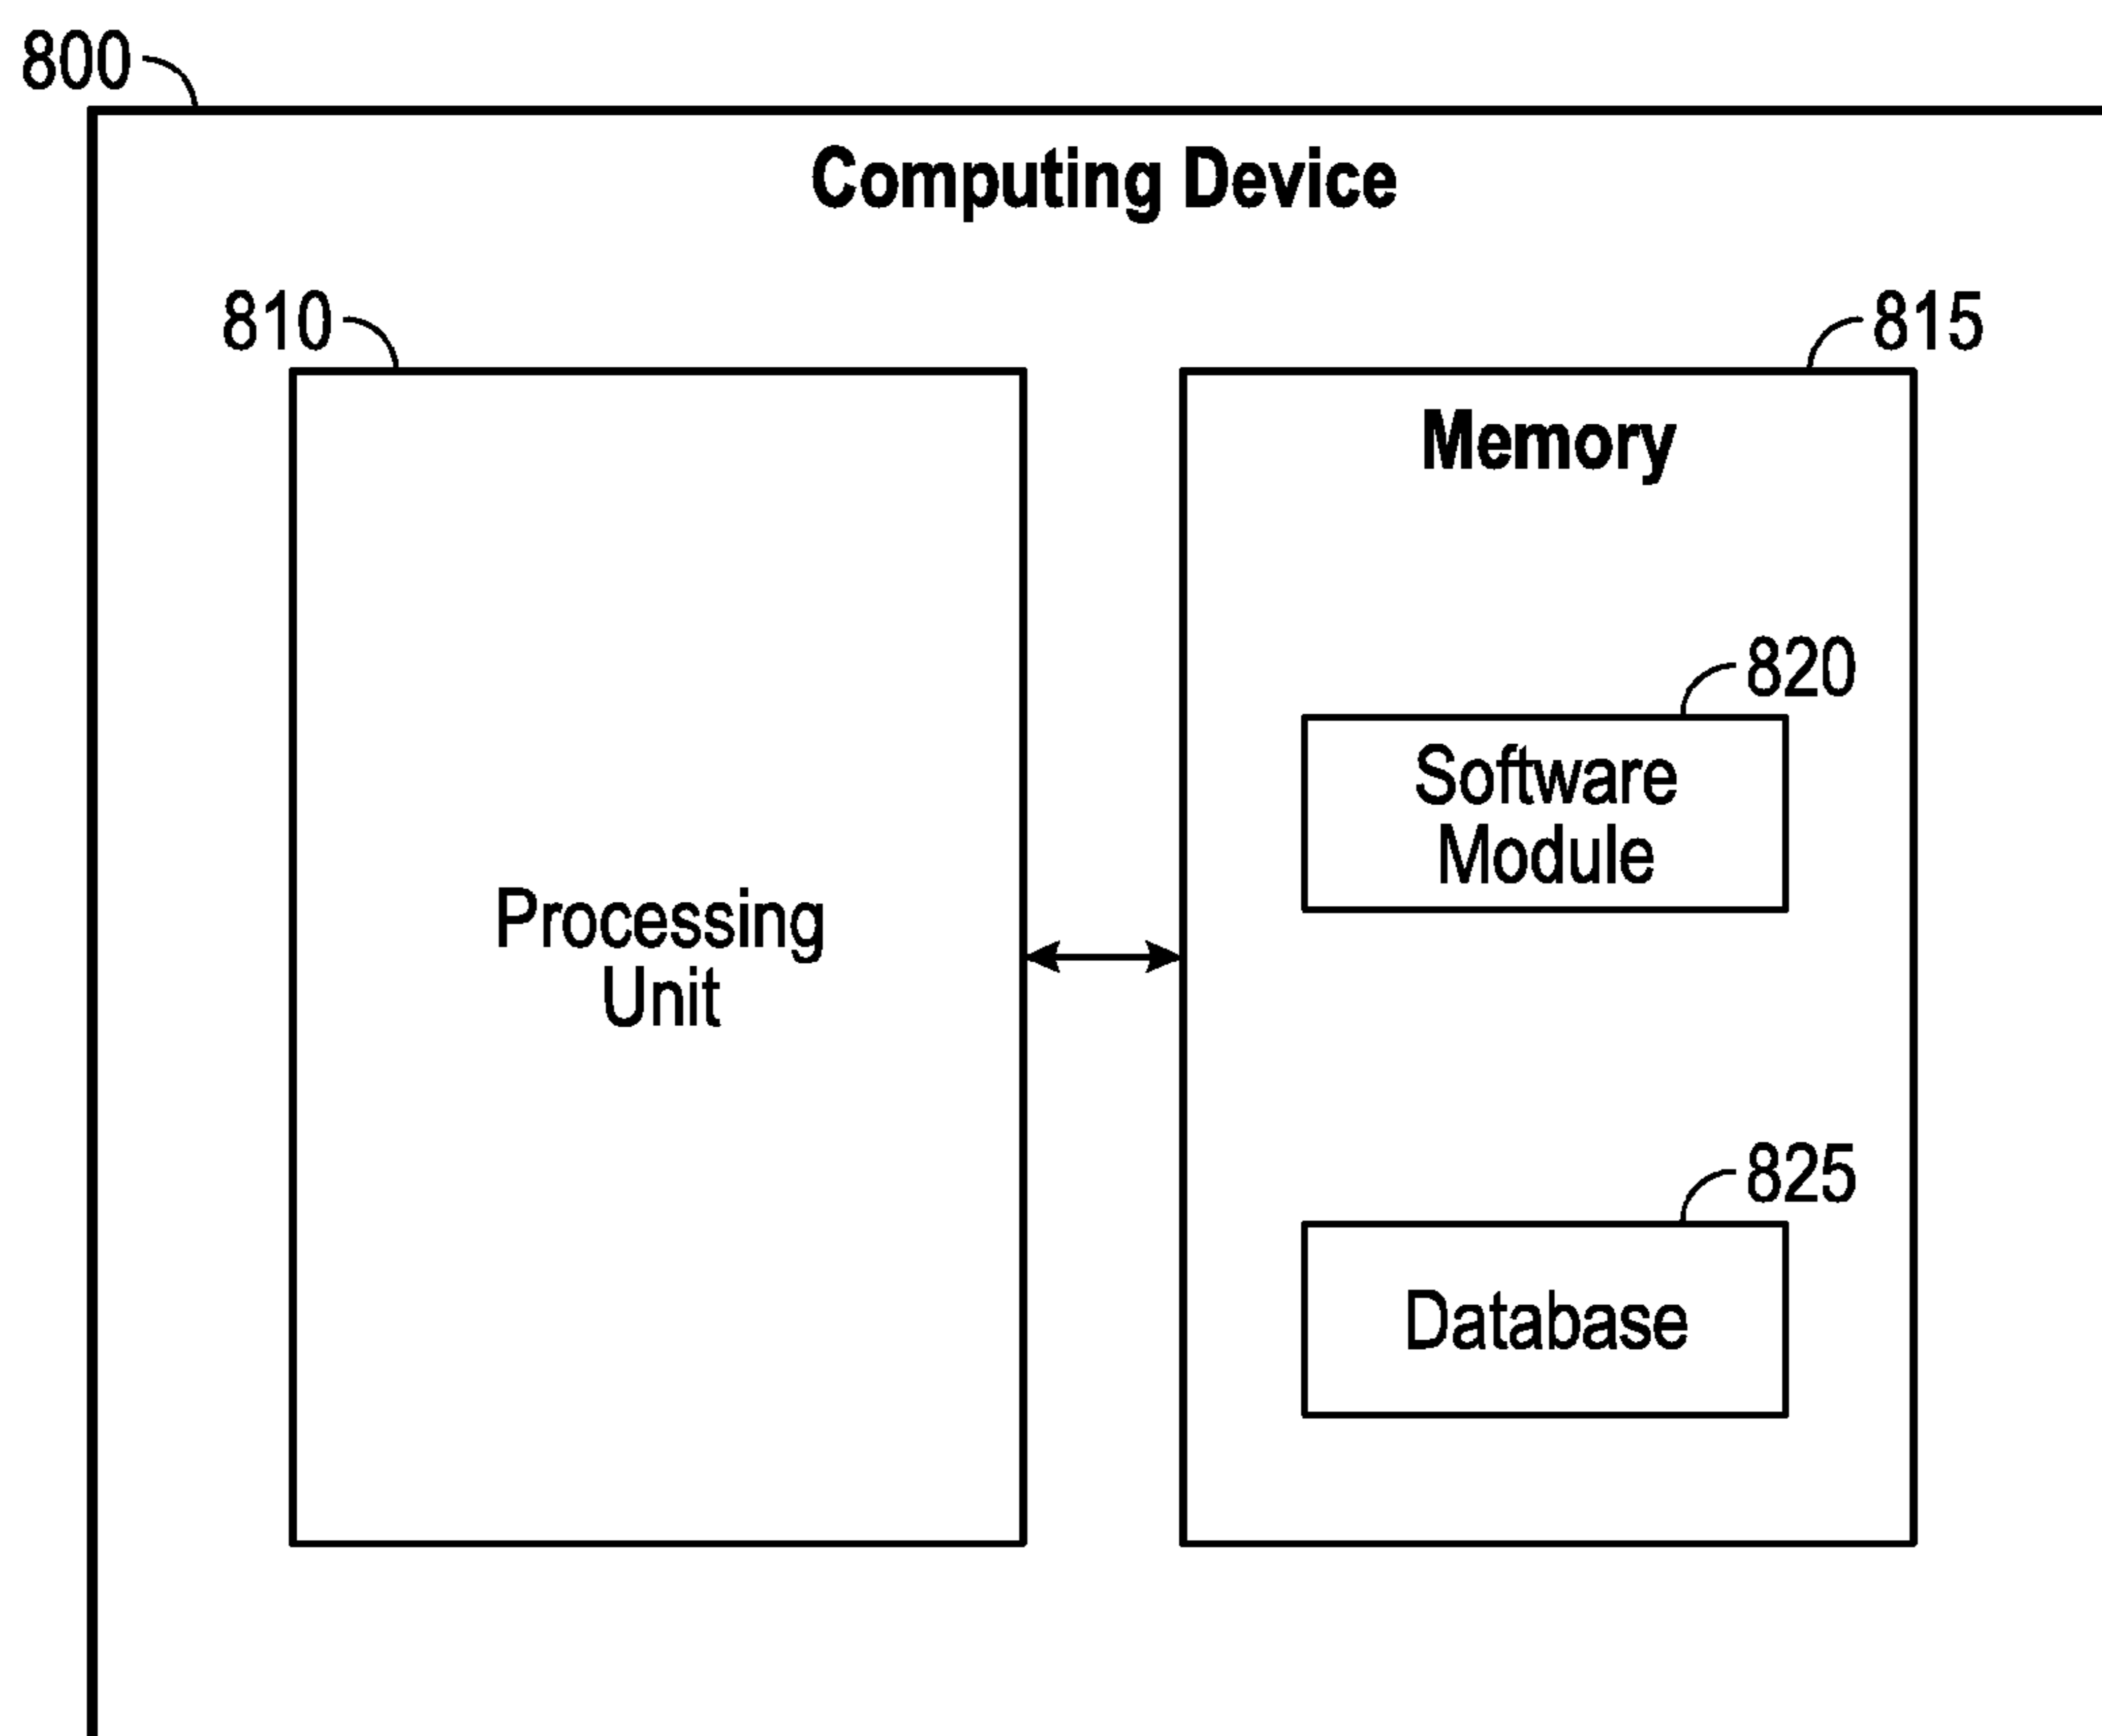 800
Computing Device
810
815
Memory
820
Software
Module
Processing
Unit
825
Database